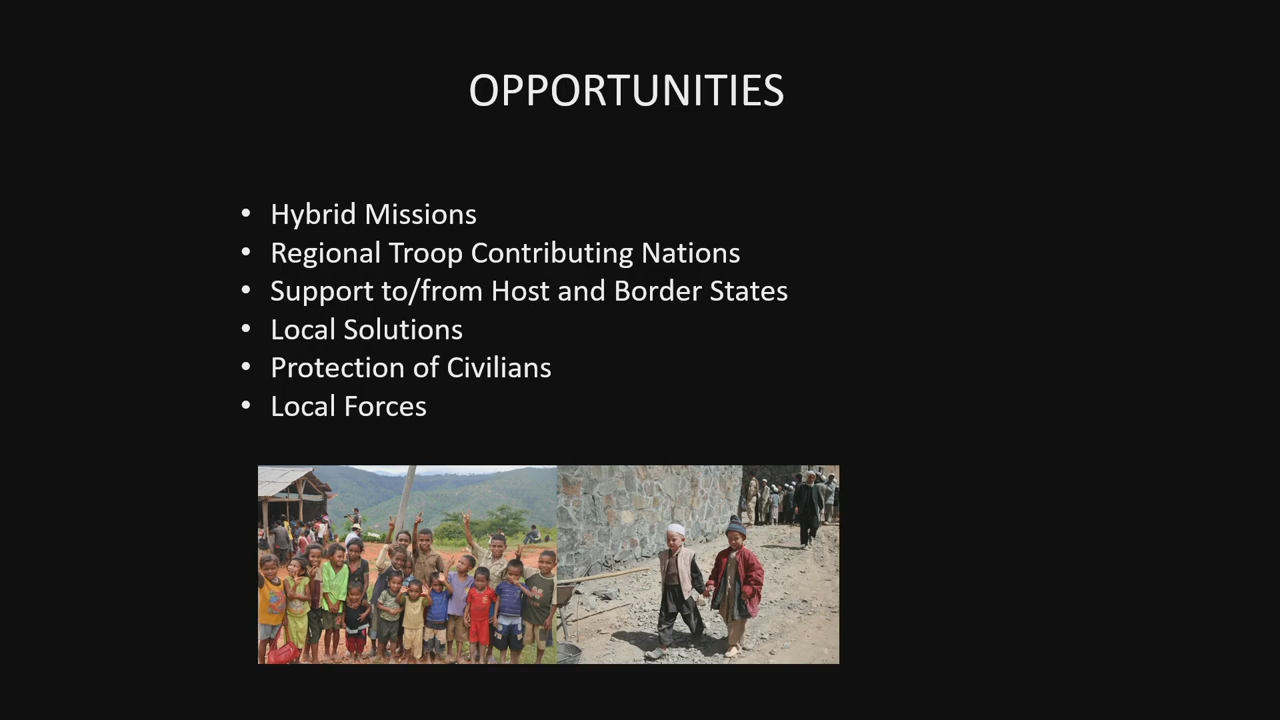 OPPORTUNITIES
• Hybrid Missions
• Regional Troop Contributing Nations
• Support to/from Host and Border States
• Local Solutions
• Protection of Civilians
• Local Forces